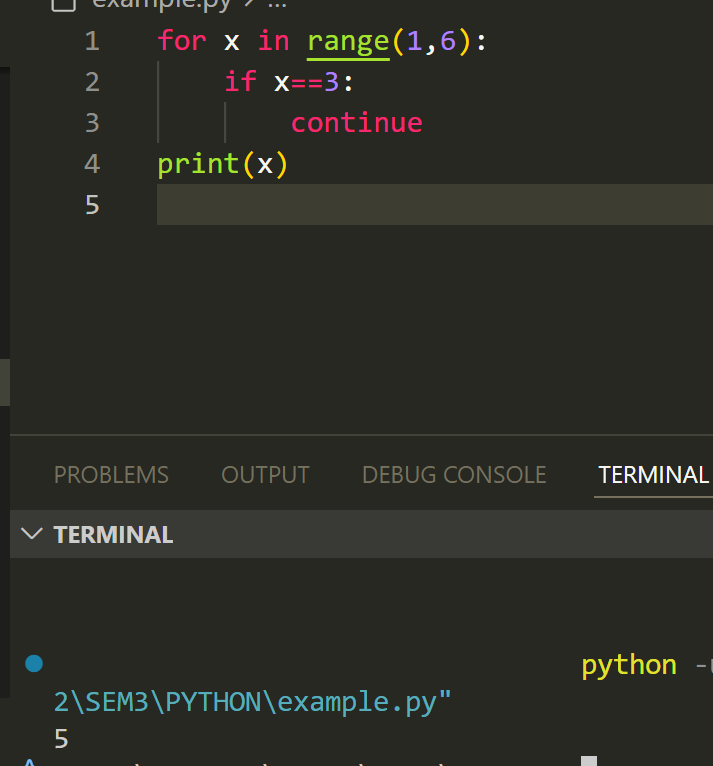 example.py > ...
1 for x in range(1,6):
2     if x==3:
3         continue
4 print(x)
5
PROBLEMS OUTPUT DEBUG CONSOLE TERMINAL
TERMINAL
python
2\SEM3\PYTHON\example.py"
5